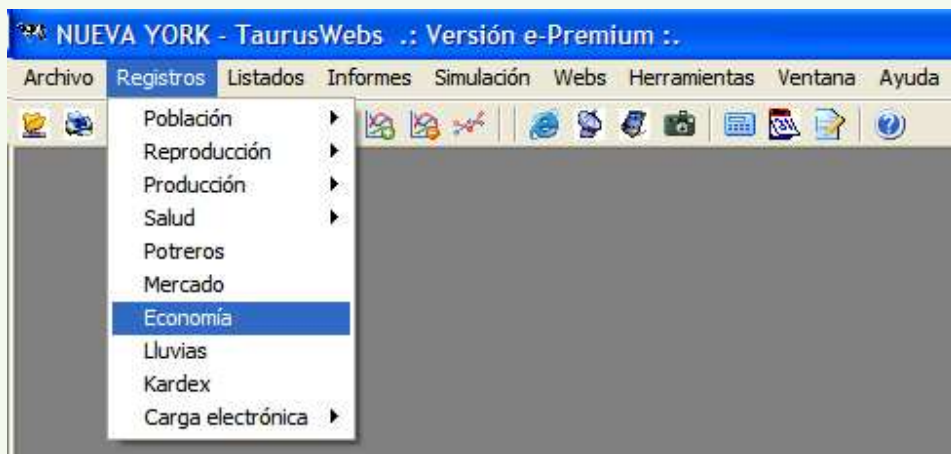 NUEVA YORK - TaurusWebs .: Versión e-Premium :.
Archivo Registros Listados Informes Simulación Webs Herramientas Ventana Ayuda
Población
Reproducción
Producción
Salud
Potreros
Mercado
Economía
Lluvias
Kardex
Carga electrónica